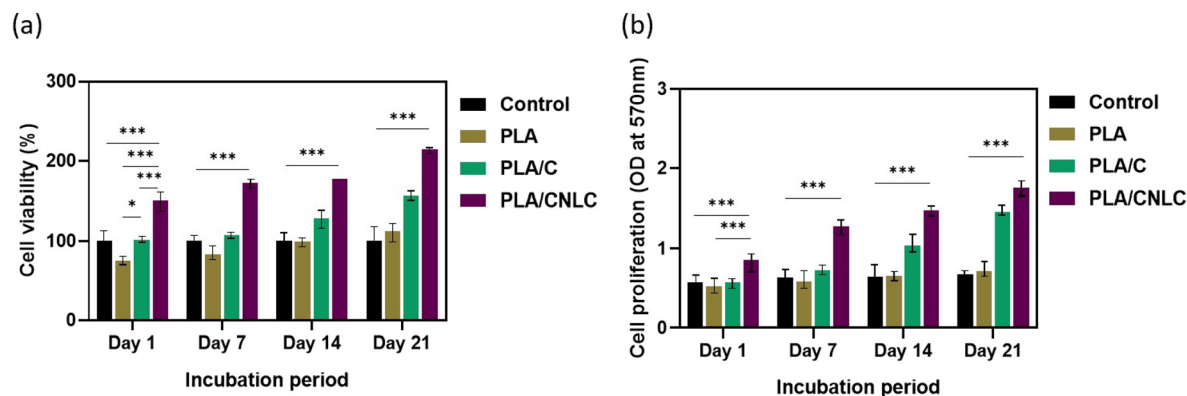 (a)
Cell viability (%)
300
200
100
0
***
***
***
*
***
***
***
Day 1 Day 7 Day 14 Day 21
Incubation period
Control
PLA
PLA/C
PLA/CNLC
(b)
Cell proliferation (OD at 570nm)
3
2
1
0
***
***
***
***
***
Day 1 Day 7 Day 14 Day 21
Incubation period
Control
PLA
PLA/C
PLA/CNLC